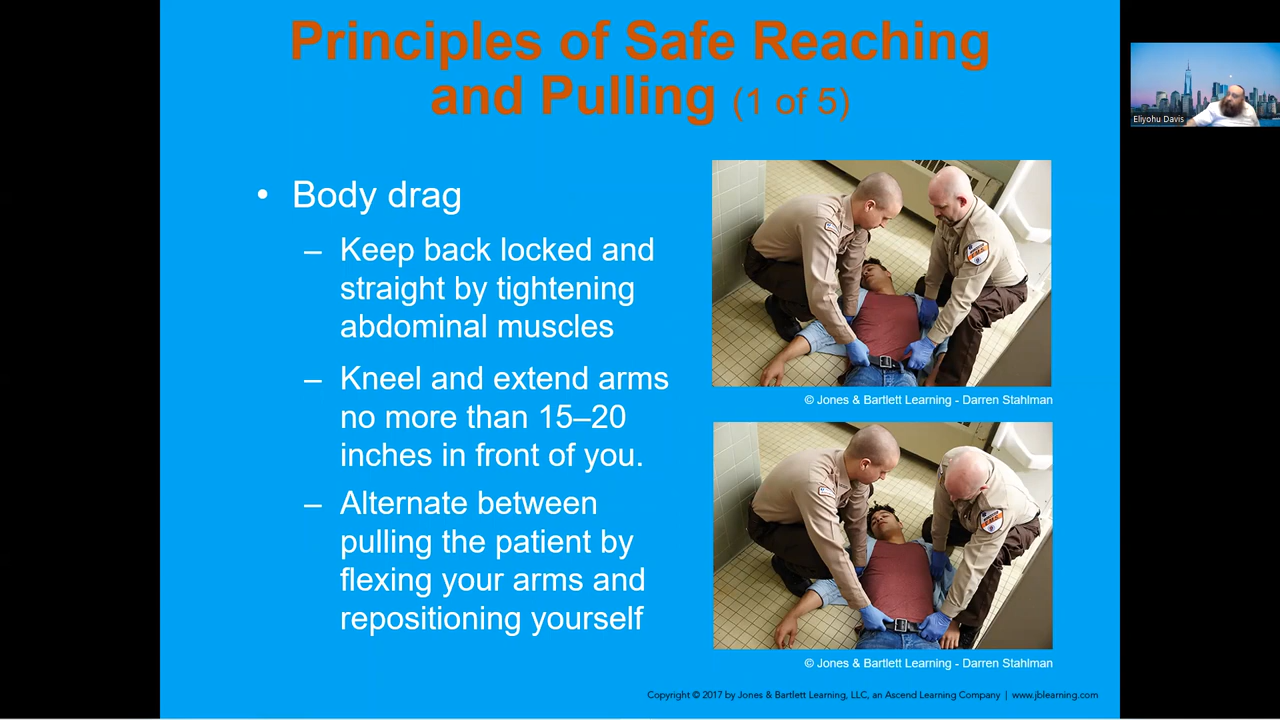 Principles of Safe Reaching
and Pulling (1 of 5)
Eliyohu Davis
• Body drag
– Keep back locked and
straight by tightening
abdominal muscles
– Kneel and extend arms
no more than 15–20
inches in front of you.
– Alternate between
pulling the patient by
flexing your arms and
repositioning yourself
© Jones & Bartlett Learning - Darren Stahlman
© Jones & Bartlett Learning - Darren Stahlman
Copyright © 2017 by Jones & Bartlett Learning, LLC, an Ascend Learning Company | www.jblearning.com